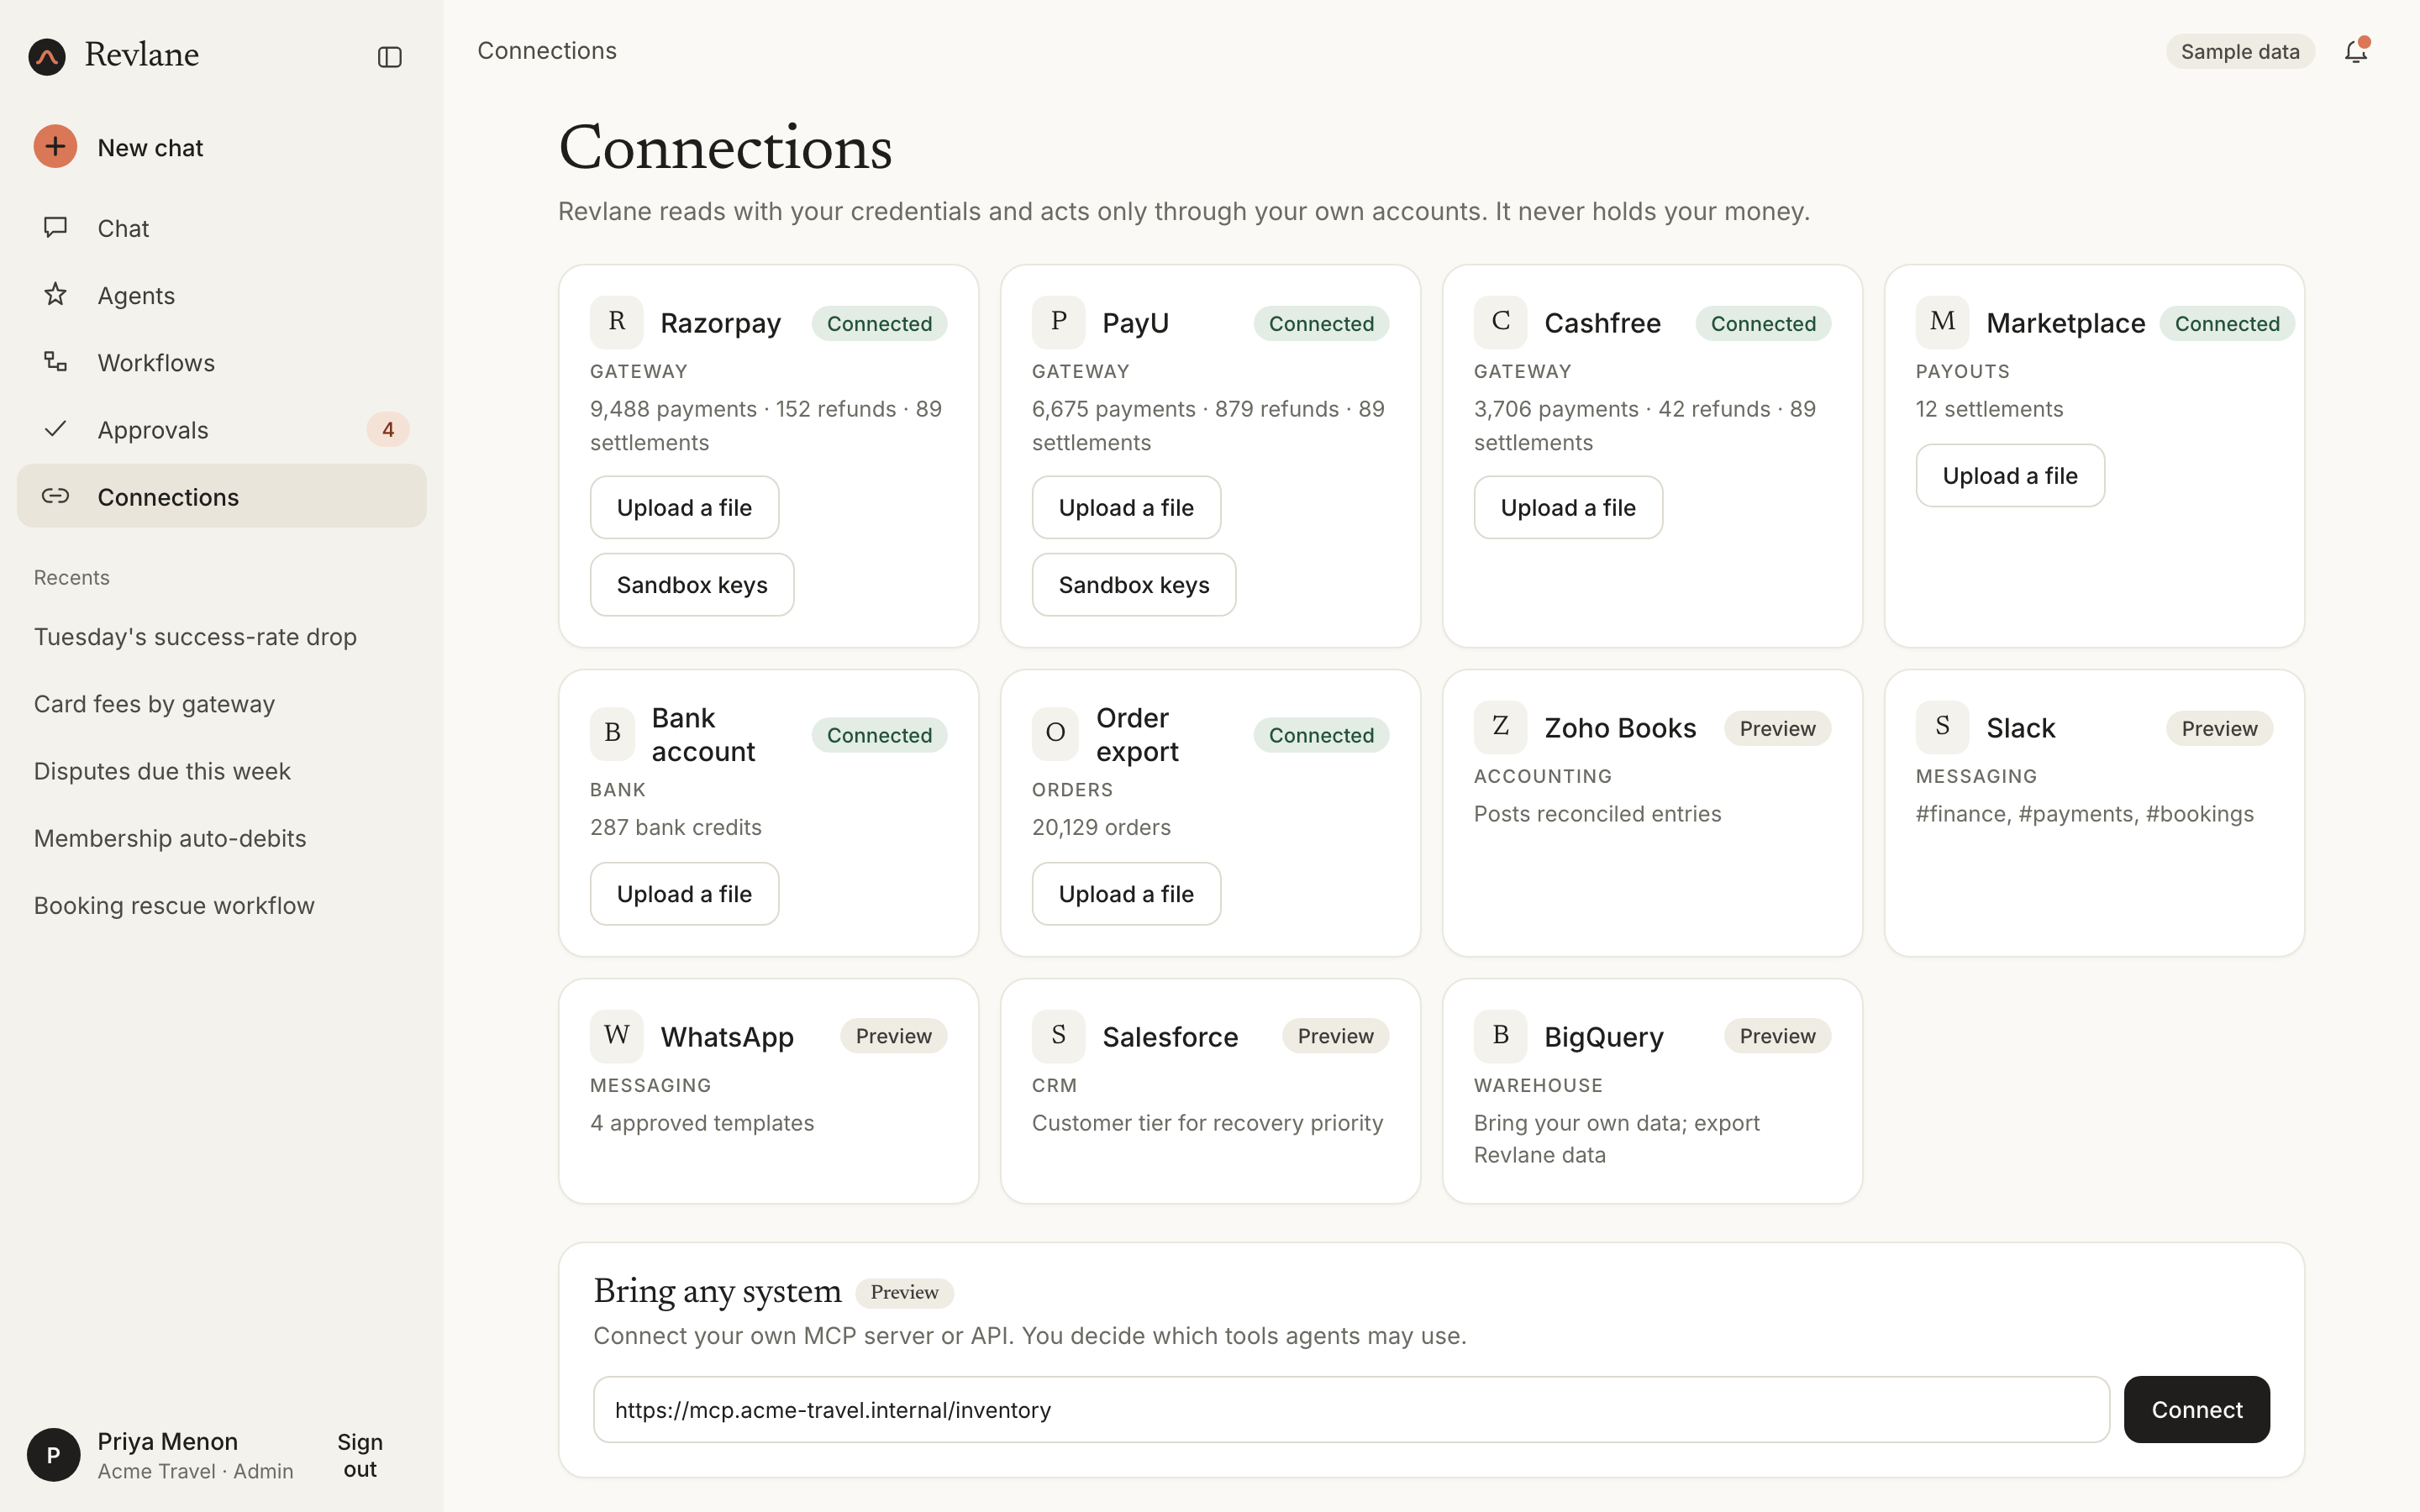 Revlane
New chat
Chat
Agents
Workflows
Approvals 4
Connections
Recents
Tuesday's success-rate drop
Card fees by gateway
Disputes due this week
Membership auto-debits
Booking rescue workflow
P
Priya Menon
Acme Travel · Admin
Sign
out
Connections
Sample data
Connections
Revlane reads with your credentials and acts only through your own accounts. It never holds your money.
R Razorpay Connected
GATEWAY
9,488 payments · 152 refunds · 89
settlements
Upload a file
Sandbox keys
P PayU Connected
GATEWAY
6,675 payments · 879 refunds · 89
settlements
Upload a file
Sandbox keys
C Cashfree Connected
GATEWAY
3,706 payments · 42 refunds · 89
settlements
Upload a file
M Marketplace Connected
PAYOUTS
12 settlements
Upload a file
B Bank
account
Connected
BANK
287 bank credits
Upload a file
O Order
export
Connected
ORDERS
20,129 orders
Upload a file
Z Zoho Books Preview
ACCOUNTING
Posts reconciled entries
S Slack Preview
MESSAGING
#finance, #payments, #bookings
W WhatsApp Preview
MESSAGING
4 approved templates
S Salesforce Preview
CRM
Customer tier for recovery priority
B BigQuery Preview
WAREHOUSE
Bring your own data; export
Revlane data
Bring any system Preview
Connect your own MCP server or API. You decide which tools agents may use.
https://mcp.acme-travel.internal/inventory
Connect